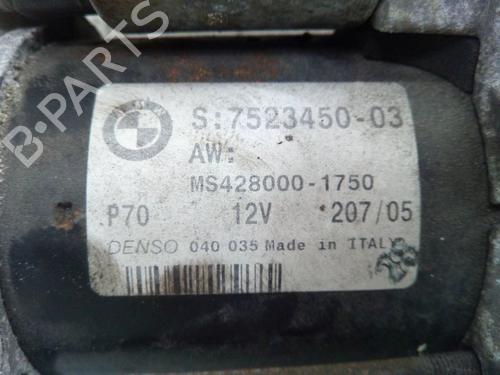 S:7523450-03
AW:
MS428000-1750
P70 12V 207/05
DENSO 040 035 Made in ITALY
B-PARTS